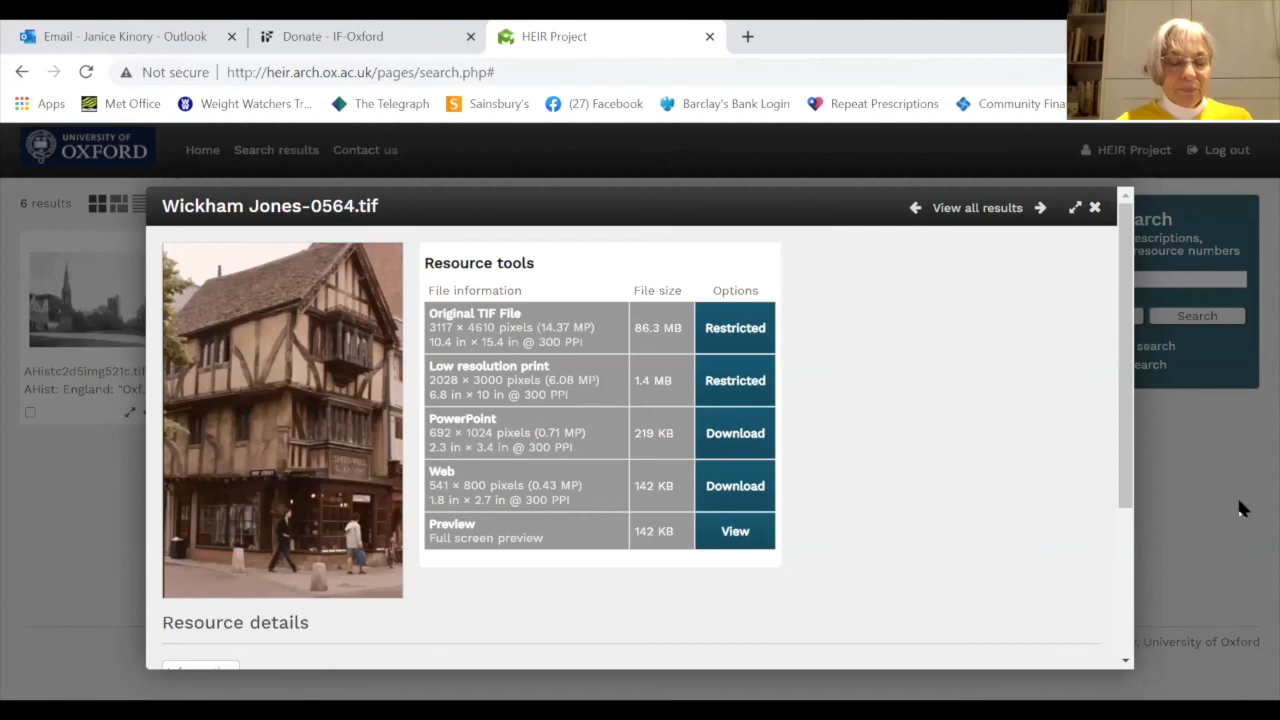 Email - Janice Kinory - Outlook
Donate - IF-Oxford
HEIR Project
Not secure
http://heir.arch.ox.ac.uk/pages/search.php#
Apps
Met Office
Weight Watchers Tr...
The Telegraph
Sainsbury's
(27) Facebook
Barclay's Bank Login
Repeat Prescriptions
Community Fina
UNIVERSITY OF
OXFORD
Home
Search results
Contact us
HEIR Project
Log out
6 results
Wickham Jones-0564.tif
View all results
arch
escriptions,
resource numbers
Search
search
earch
AHistc2d5img521c.tif
AHist: England: "Oxf.
Resource tools
File information File size Options
Original TIF File
3117 × 4610 pixels (14.37 MP)
10.4 in × 15.4 in @ 300 PPI
86.3 MB
Restricted
Low resolution print
2028 × 3000 pixels (6.08 MP)
6.8 in × 10 in @ 300 PPI
1.4 MB
Restricted
PowerPoint
692 × 1024 pixels (0.71 MP)
2.3 in × 3.4 in @ 300 PPI
219 KB
Download
Web
541 × 800 pixels (0.43 MP)
1.8 in × 2.7 in @ 300 PPI
142 KB
Download
Preview
Full screen preview
142 KB
View
Resource details
, University of Oxford